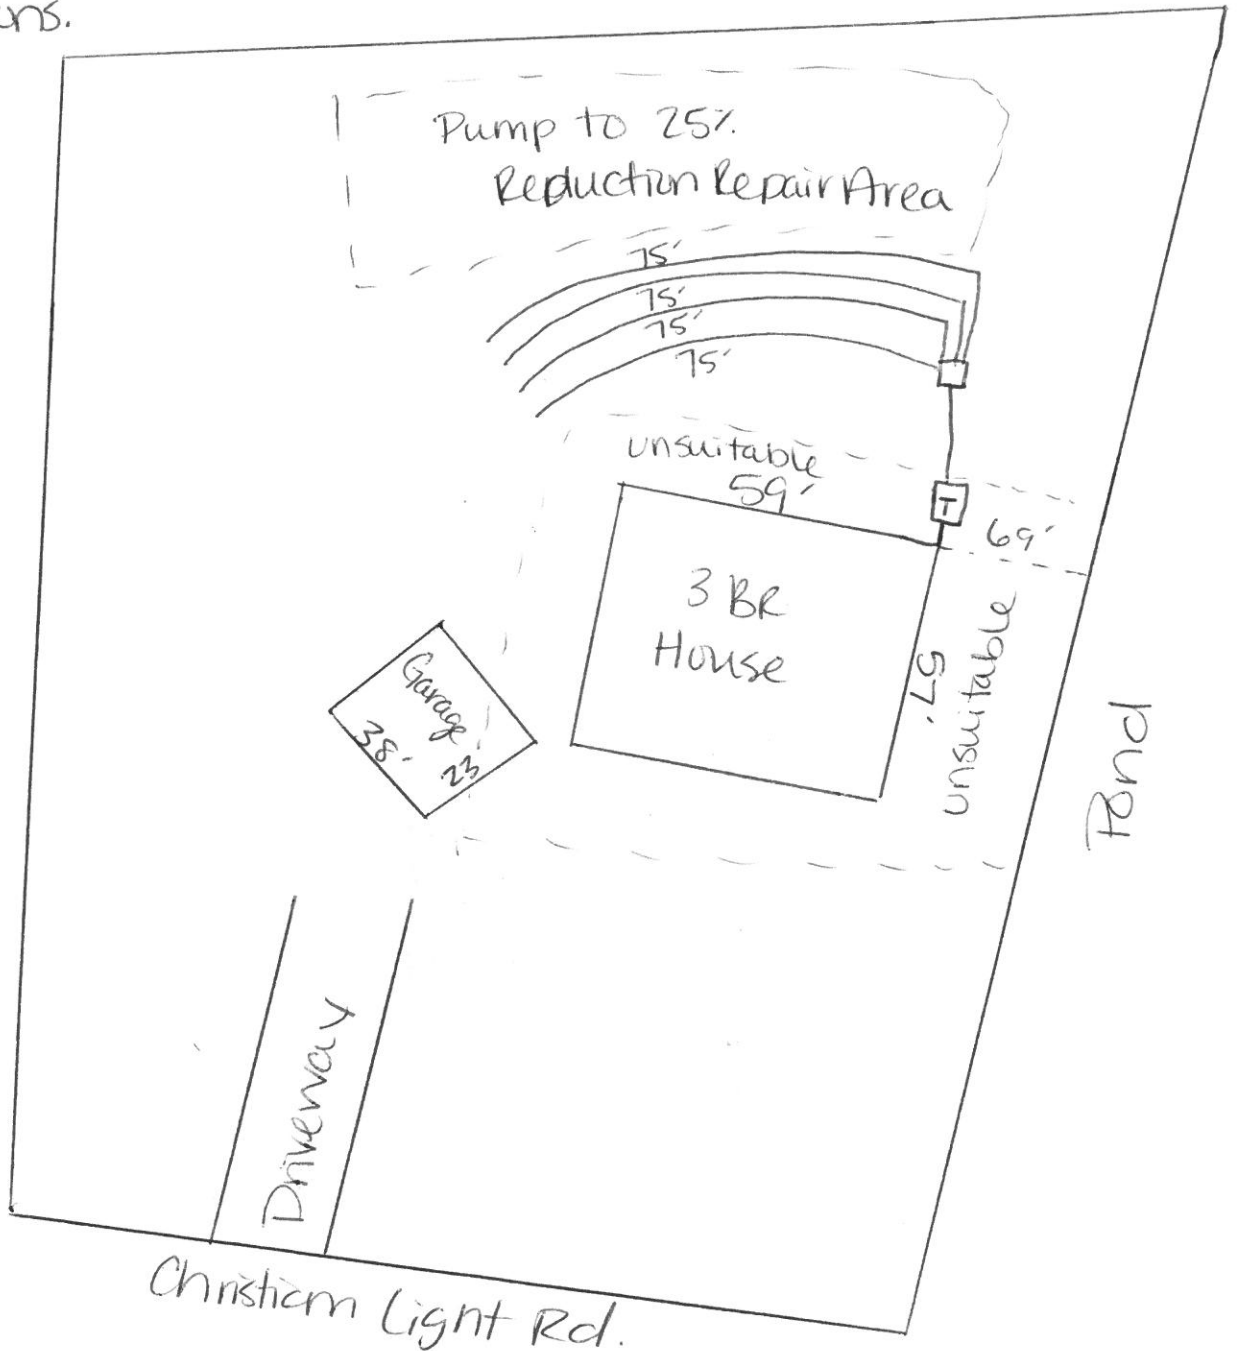 ons.
Pump to 25%
Reduction Repair Area
75'
75'
75'
75'
unsuitable
59'
T
69'
3 BR
House
57'
unsuitable
Garage
38'
23
Pond
Driveway
Christian Light Rd.